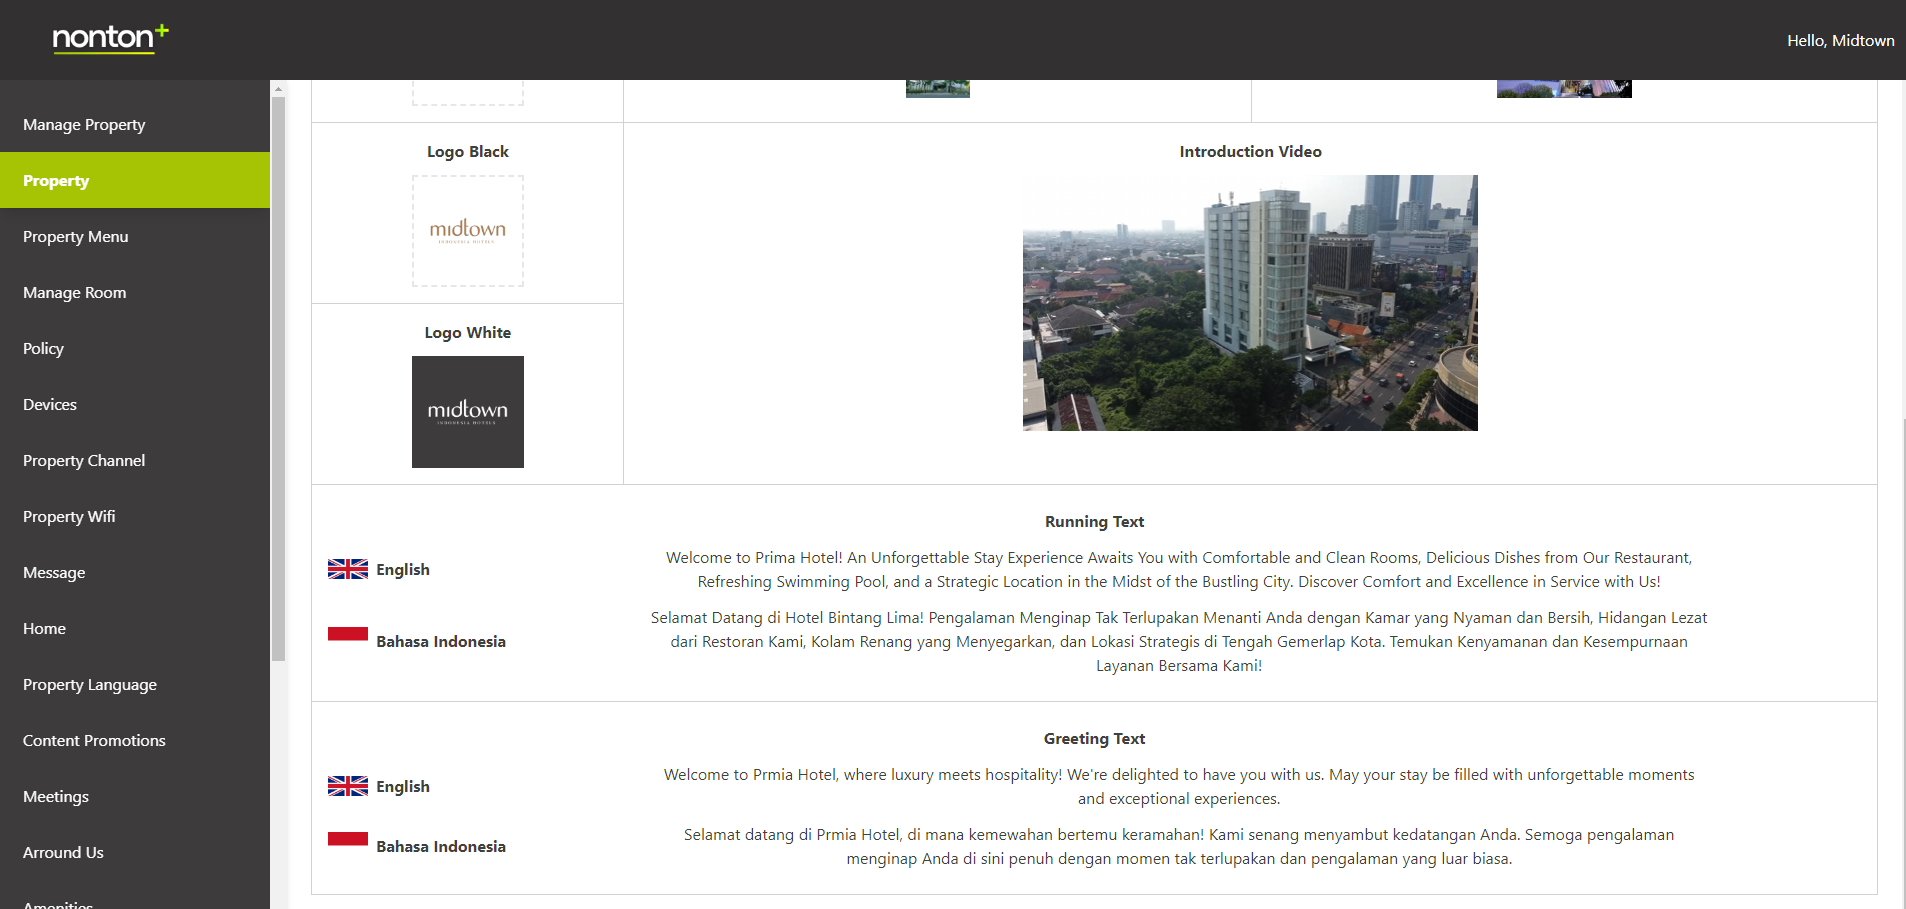 nonton+
Hello, Midtown
Manage Property
Property
Property Menu
Manage Room
Policy
Devices
Property Channel
Property Wifi
Message
Home
Property Language
Content Promotions
Meetings
Arround Us
Amenities
Logo Black
midtown
INDONESIA HOTELS
Logo White
midtown
INDONESIA HOTELS
Introduction Video
Running Text
English
Welcome to Prima Hotel! An Unforgettable Stay Experience Awaits You with Comfortable and Clean Rooms, Delicious Dishes from Our Restaurant,
Refreshing Swimming Pool, and a Strategic Location in the Midst of the Bustling City. Discover Comfort and Excellence in Service with Us!
Bahasa Indonesia
Selamat Datang di Hotel Bintang Lima! Pengalaman Menginap Tak Terlupakan Menanti Anda dengan Kamar yang Nyaman dan Bersih, Hidangan Lezat
dari Restoran Kami, Kolam Renang yang Menyegarkan, dan Lokasi Strategis di Tengah Gemerlap Kota. Temukan Kenyamanan dan Kesempurnaan
Layanan Bersama Kami!
Greeting Text
English
Welcome to Prmia Hotel, where luxury meets hospitality! We're delighted to have you with us. May your stay be filled with unforgettable moments
and exceptional experiences.
Bahasa Indonesia
Selamat datang di Prmia Hotel, di mana kemewahan bertemu keramahan! Kami senang menyambut kedatangan Anda. Semoga pengalaman
menginap Anda di sini penuh dengan momen tak terlupakan dan pengalaman yang luar biasa.